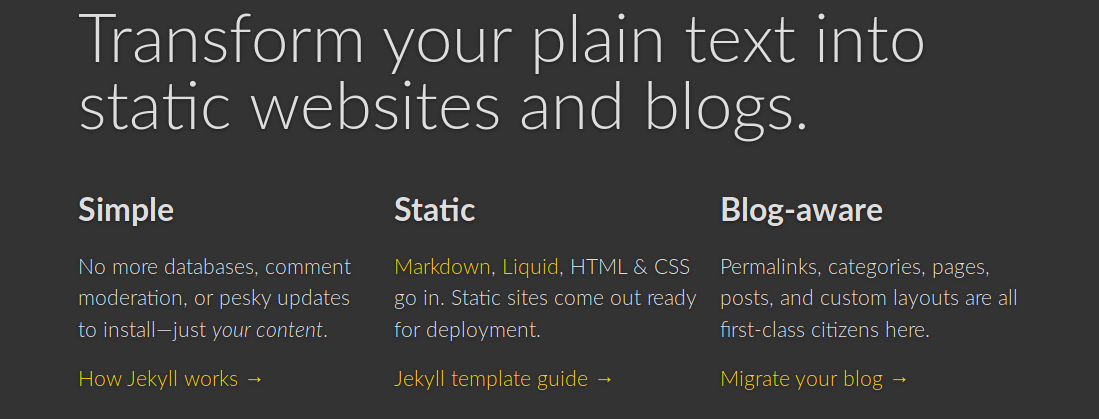 Transform your plain text into
static websites and blogs.
Simple
No more databases, comment
moderation, or pesky updates
to install—just your content.
How Jekyll works →
Static
Markdown, Liquid, HTML & CSS
go in. Static sites come out ready
for deployment.
Jekyll template guide →
Blog-aware
Permalinks, categories, pages,
posts, and custom layouts are all
first-class citizens here.
Migrate your blog →